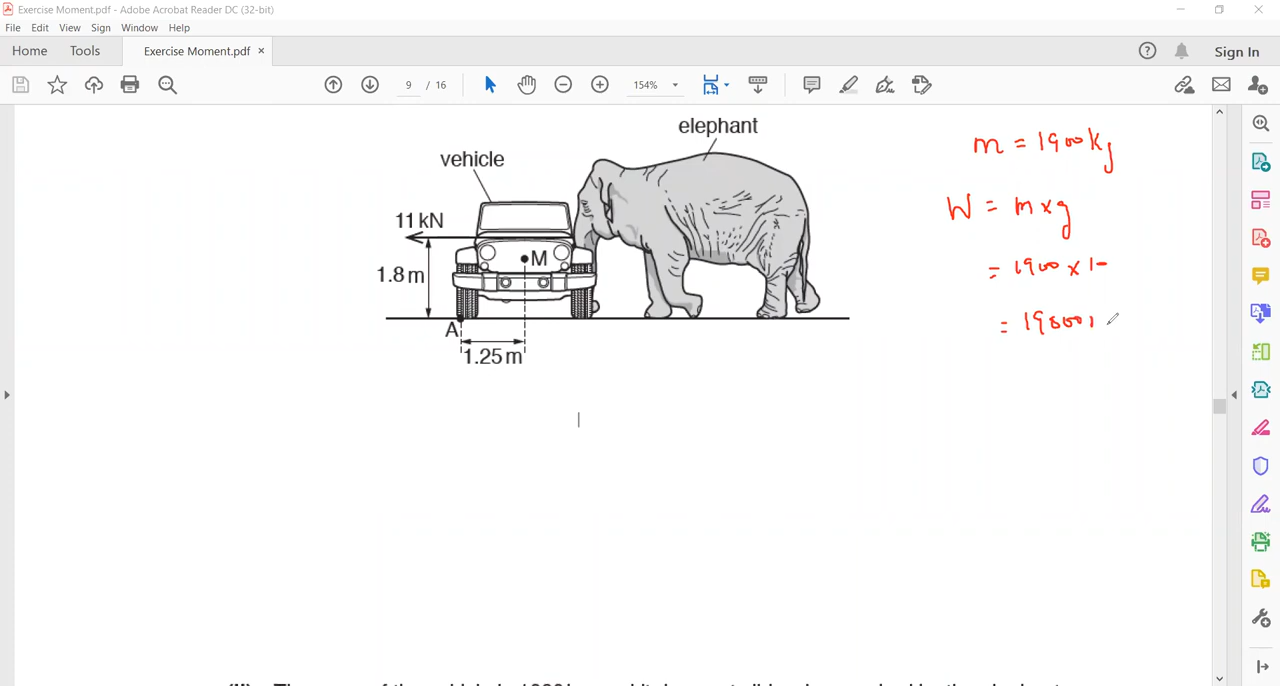 Exercise Moment.pdf - Adobe Acrobat Reader DC (32-bit)
File Edit View Sign Window Help
Home Tools Exercise Moment.pdf × Sign In
9 / 16 154%
elephant
vehicle
11 kN
M
1.8 m
A
1.25 m
m = 1900 kg
W = m x g
= 1900 x 10